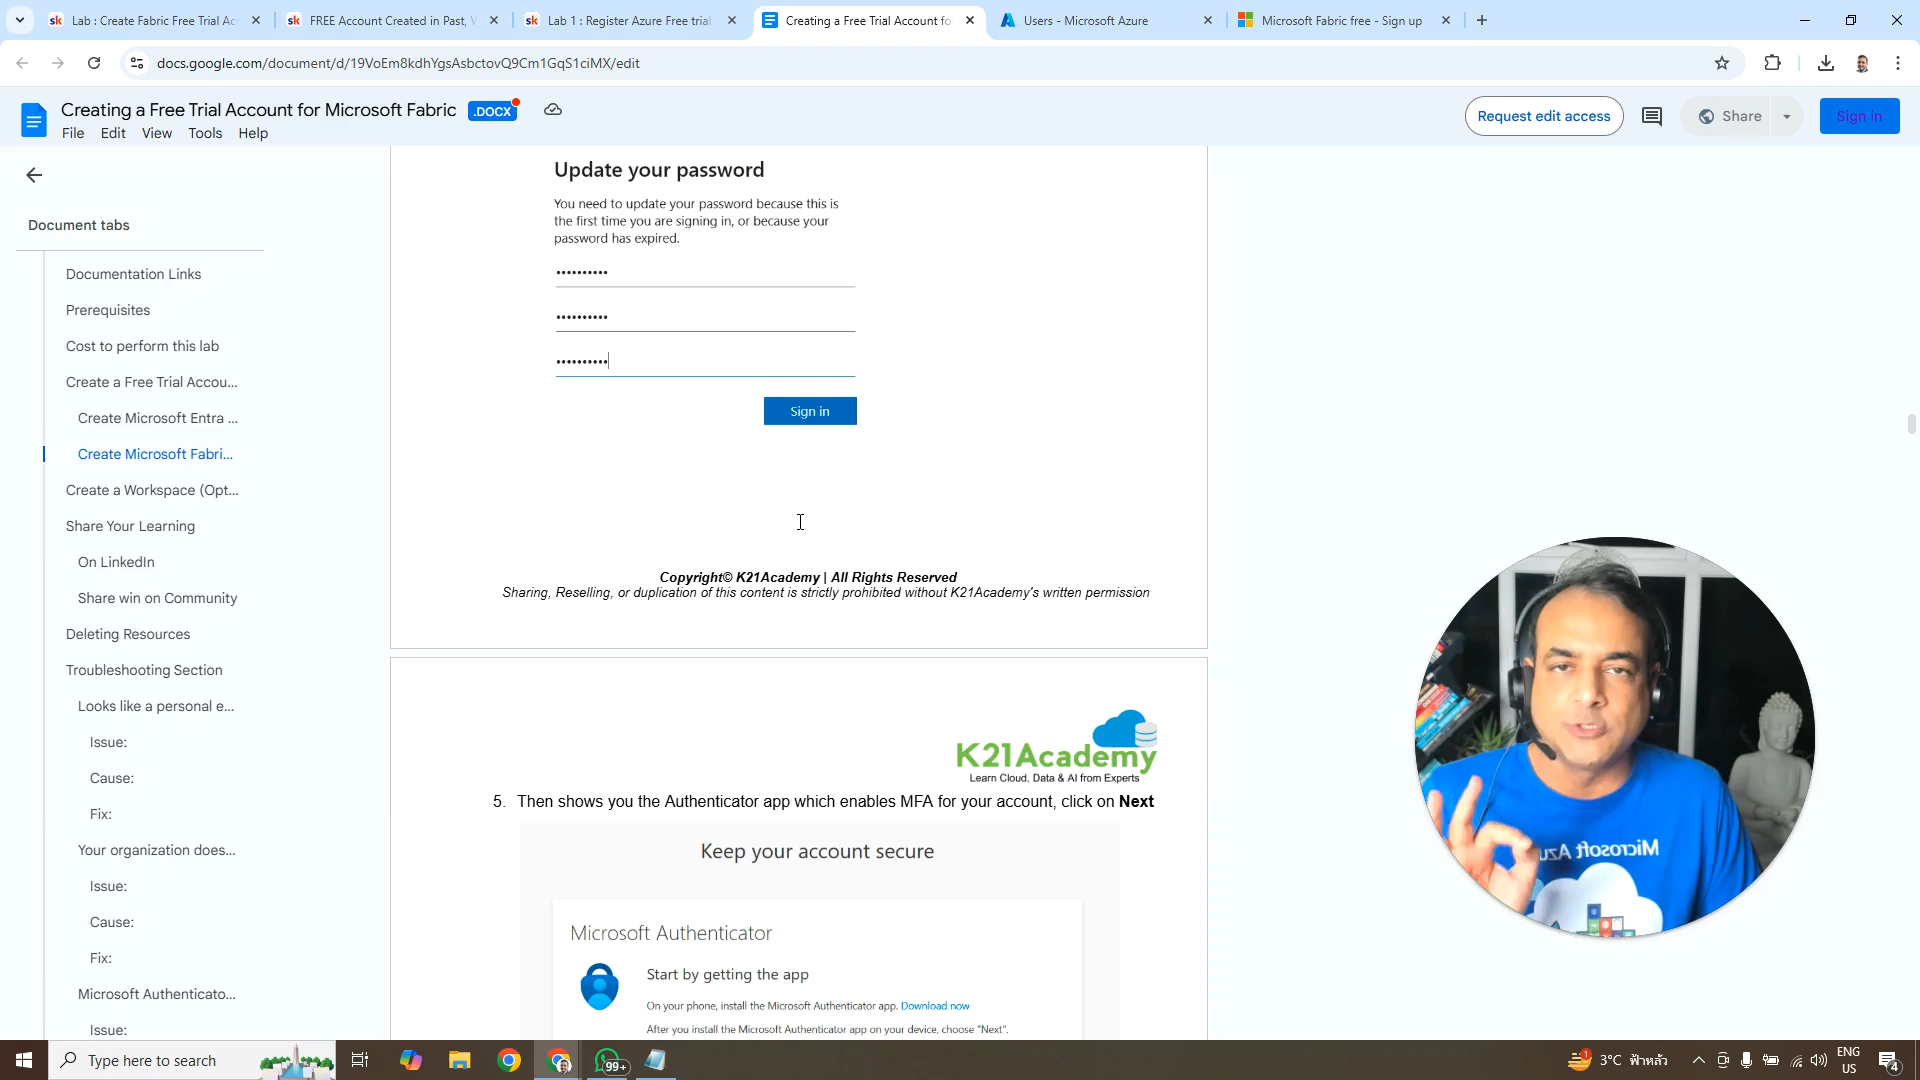 Lab : Create Fabric Free Trial Ac
FREE Account Created in Past, V
Lab 1 : Register Azure Free trial
Creating a Free Trial Account fo
Users - Microsoft Azure
Microsoft Fabric free - Sign up
docs.google.com/document/d/19VoEm8kdhYgsAsbctovQ9Cm1GqS1ciMX/edit
Creating a Free Trial Account for Microsoft Fabric .DOCX
File Edit View Tools Help
Request edit access
Share
Sign in
Document tabs
Documentation Links
Prerequisites
Cost to perform this lab
Create a Free Trial Accou...
Create Microsoft Entra ...
Create Microsoft Fabri...
Create a Workspace (Opt...
Share Your Learning
On LinkedIn
Share win on Community
Deleting Resources
Troubleshooting Section
Looks like a personal e...
Issue:
Cause:
Fix:
Your organization does...
Issue:
Cause:
Fix:
Microsoft Authenticato...
Issue:
Update your password
You need to update your password because this is
the first time you are signing in, or because your
password has expired.
Sign in
Copyright© K21Academy | All Rights Reserved
Sharing, Reselling, or duplication of this content is strictly prohibited without K21Academy's written permission
K21Academy
Learn Cloud, Data & AI from Experts
5. Then shows you the Authenticator app which enables MFA for your account, click on Next
Keep your account secure
Microsoft Authenticator
Start by getting the app
On your phone, install the Microsoft Authenticator app. Download now
After you install the Microsoft Authenticator app on your device, choose "Next".
Microsoft Azu
Type here to search
99+
1
3°C ฟ้าหลัว
ENG
US
4